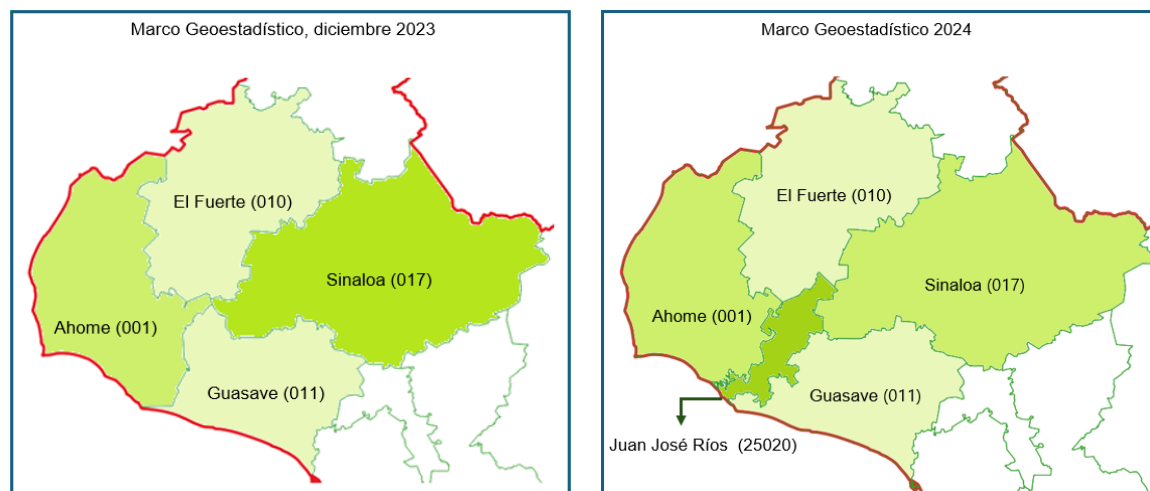 Marco Geoestadístico, diciembre 2023
El Fuerte (010)
Sinaloa (017)
Ahome (001)
Guasave (011)
Marco Geoestadístico 2024
El Fuerte (010)
Sinaloa (017)
Ahome (001)
Guasave (011)
Juan José Ríos (25020)